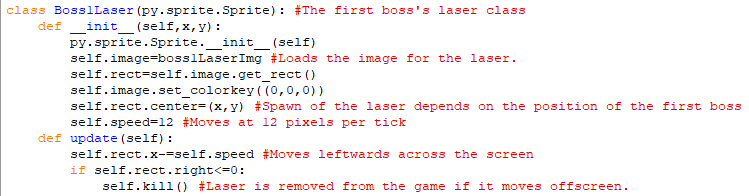 class Boss1Laser(py.sprite.Sprite): #The first boss's laser class
    def __init__(self,x,y):
        py.sprite.Sprite.__init__(self)
        self.image=boss1LaserImg #Loads the image for the laser.
        self.rect=self.image.get_rect()
        self.image.set_colorkey((0,0,0))
        self.rect.center=(x,y) #Spawn of the laser depends on the position of the first boss
        self.speed=12 #Moves at 12 pixels per tick
    def update(self):
        self.rect.x-=self.speed #Moves leftwards across the screen
        if self.rect.right<=0:
            self.kill() #Laser is removed from the game if it moves offscreen.